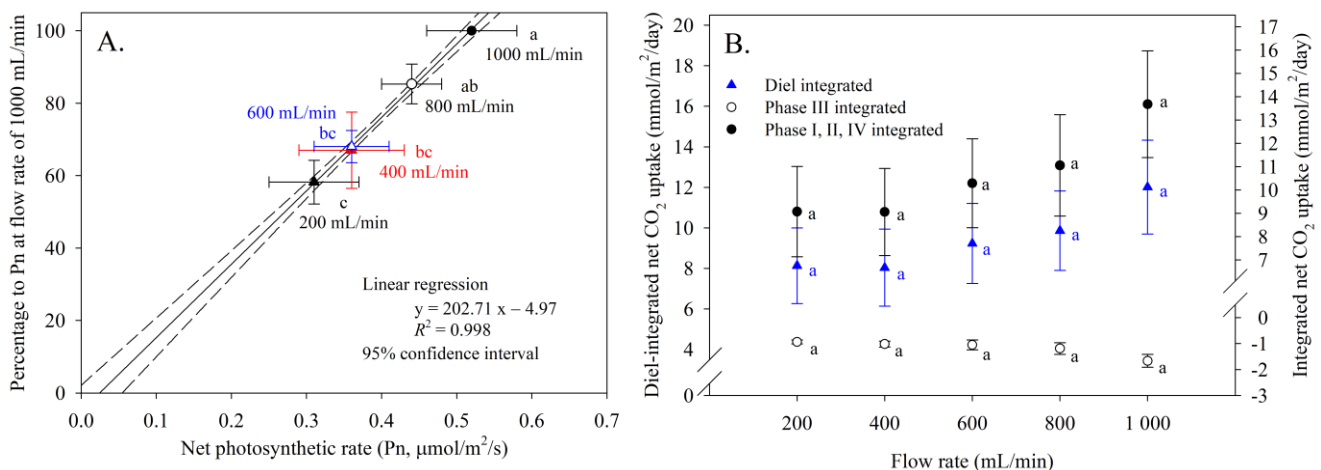 A.
Percentage to Pn at flow rate of 1000 mL/min
100
80
60
40
20
0
a
1000 mL/min
ab
800 mL/min
600 mL/min
bc
bc
400 mL/min
c
200 mL/min
Linear regression
y = 202.71 x – 4.97
R² = 0.998
95% confidence interval
0.0 0.1 0.2 0.3 0.4 0.5 0.6 0.7
Net photosynthetic rate (Pn, μmol/m²/s)
B.
Diel-integrated net CO₂ uptake (mmol/m²/day)
20
18
16
14
12
10
8
6
4
0
Diel integrated
Phase III integrated
Phase I, II, IV integrated
a a a a a
a a a a a
a a a a a
17
16
15
14
13
12
11
10
9
8
7
0
-1
-2
-3
Integrated net CO₂ uptake (mmol/m²/day)
200 400 600 800 1 000
Flow rate (mL/min)